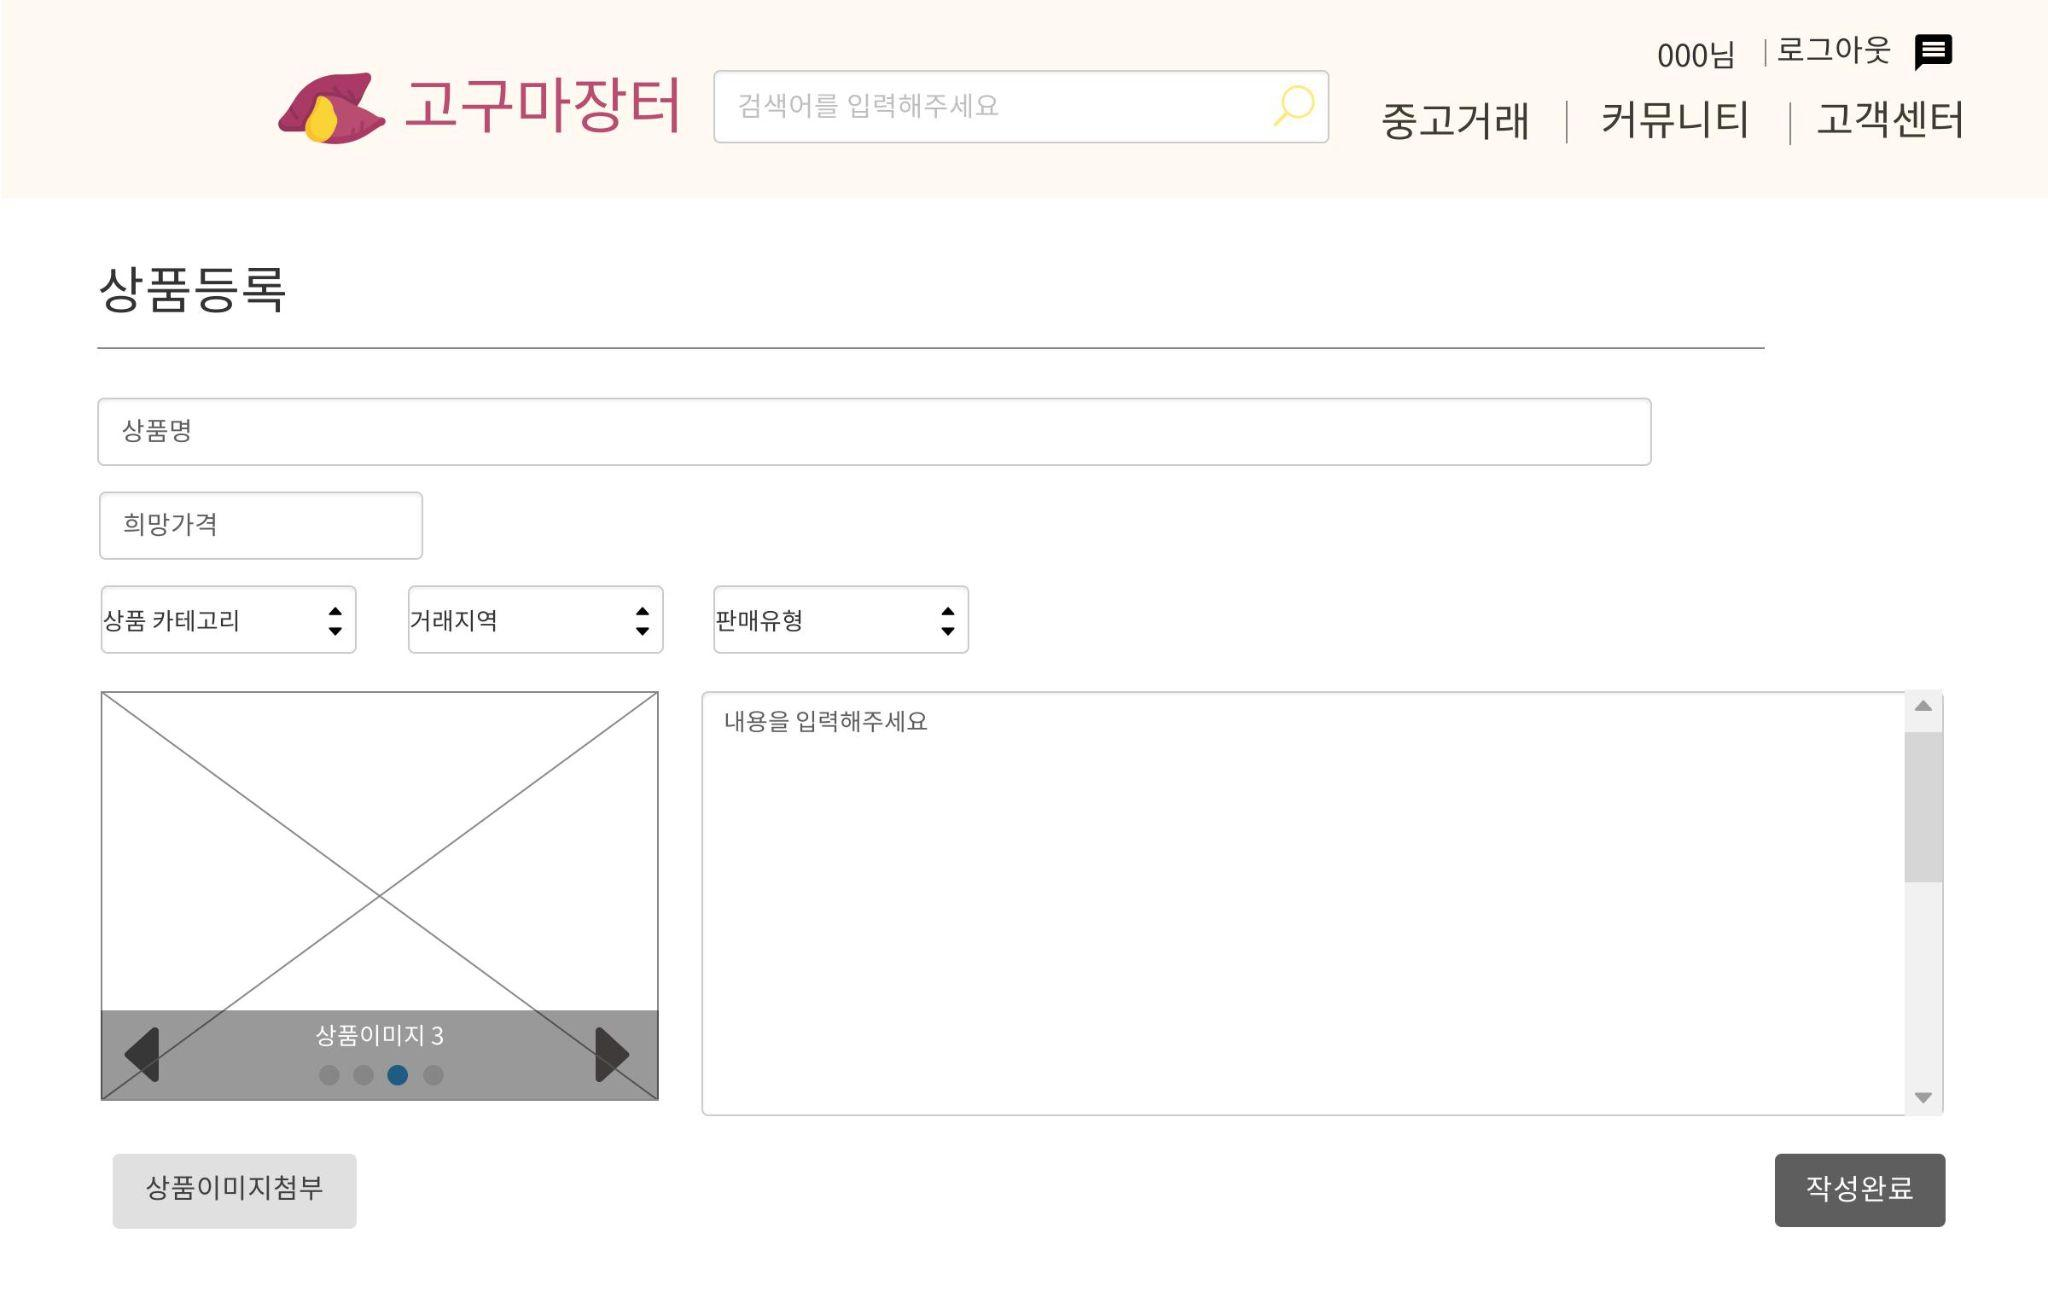 000님 | 로그아웃
고구마장터
검색어를 입력해주세요
중고거래 | 커뮤니티 | 고객센터
상품등록
상품명
희망가격
상품 카테고리 거래지역 판매유형
내용을 입력해주세요
상품이미지 3
상품이미지첨부 작성완료